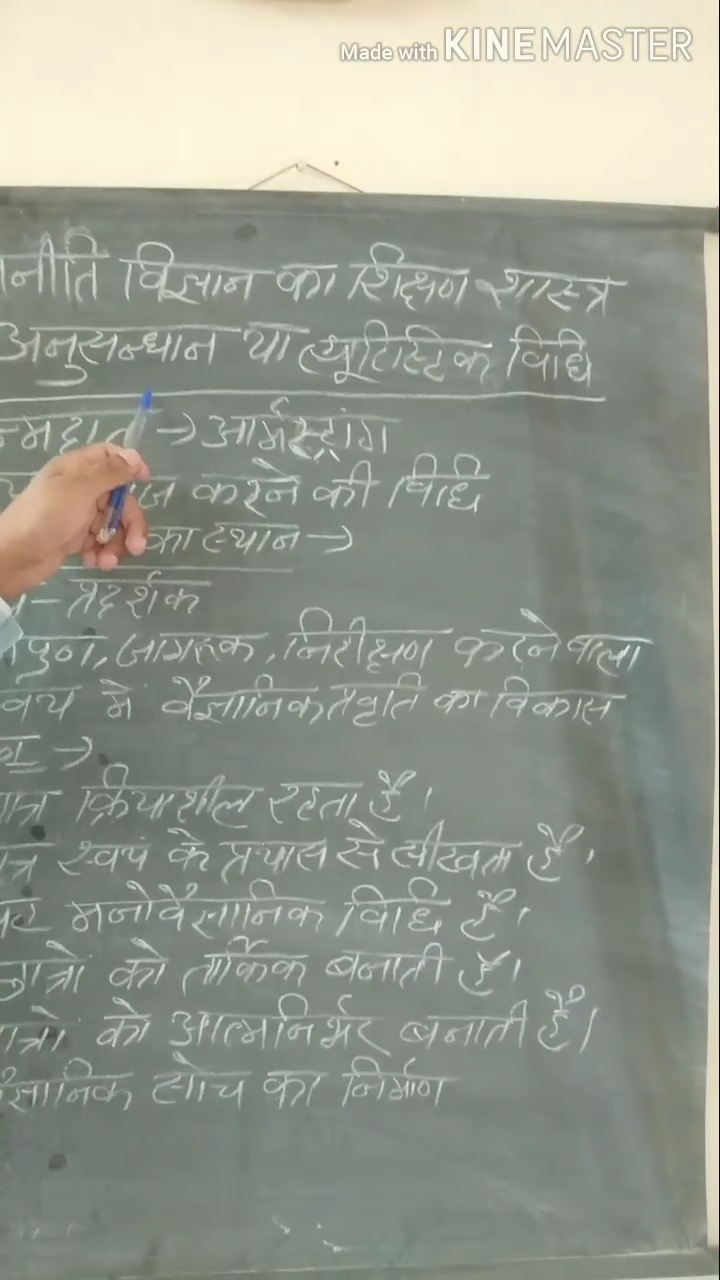 Made with KINEMASTER
नीति विज्ञान का शिक्षण शास्त्र
अनुसन्धान या ह्यूरिस्टिक विधि
→ आर्मस्ट्रांग
करने की विधि
का स्थान →
- प्रदर्शक
जागरूक, निरीक्षण करने वाला
में वैज्ञानिक प्रवृति का विकास
→
क्रियाशील रहता है।
स्वयं के प्रयास से सीखता है।
मनोवैज्ञानिक विधि है।
को तार्किक बनाती है।
को आत्मनिर्भर बनाती है।
सोच का निर्माण